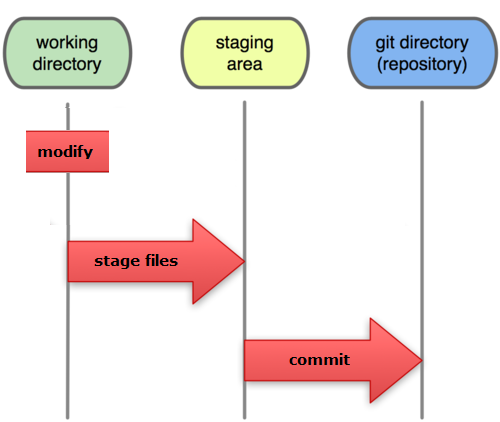 working
directory
staging
area
git directory
(repository)
modify
stage files
commit